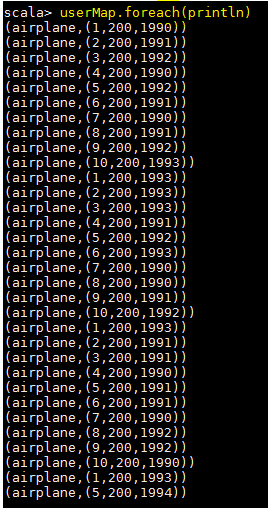 scala> userMap.foreach(println)
(airplane,(1,200,1990))
(airplane,(2,200,1991))
(airplane,(3,200,1992))
(airplane,(4,200,1990))
(airplane,(5,200,1992))
(airplane,(6,200,1991))
(airplane,(7,200,1990))
(airplane,(8,200,1991))
(airplane,(9,200,1992))
(airplane,(10,200,1993))
(airplane,(1,200,1993))
(airplane,(2,200,1993))
(airplane,(3,200,1993))
(airplane,(4,200,1991))
(airplane,(5,200,1992))
(airplane,(6,200,1993))
(airplane,(7,200,1990))
(airplane,(8,200,1990))
(airplane,(9,200,1991))
(airplane,(10,200,1992))
(airplane,(1,200,1993))
(airplane,(2,200,1991))
(airplane,(3,200,1991))
(airplane,(4,200,1990))
(airplane,(5,200,1991))
(airplane,(6,200,1991))
(airplane,(7,200,1990))
(airplane,(8,200,1992))
(airplane,(9,200,1992))
(airplane,(10,200,1990))
(airplane,(1,200,1993))
(airplane,(5,200,1994))